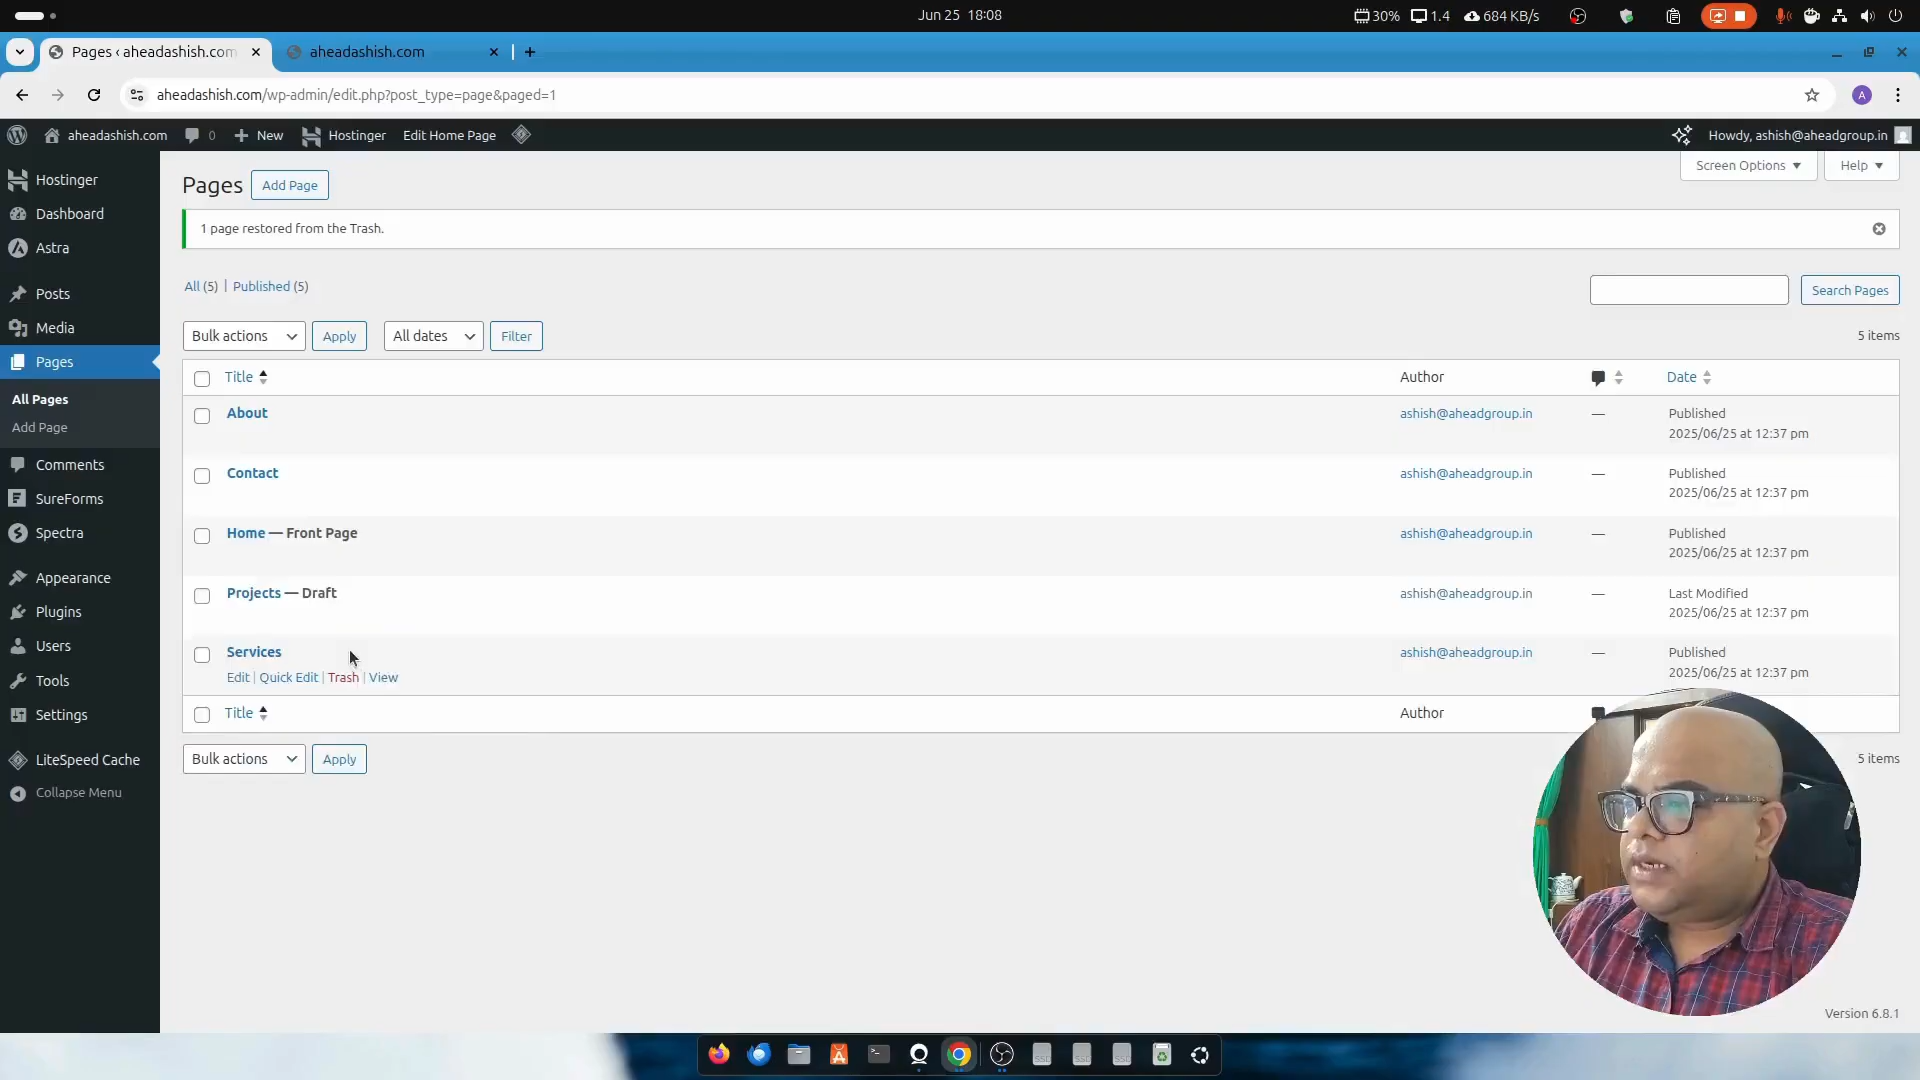 Jun 25 18:08
30% 1.4 684 KB/s
Pages ‹ aheadashish.com
aheadashish.com
aheadashish.com/wp-admin/edit.php?post_type=page&paged=1
A
aheadashish.com 0 New Hostinger Edit Home Page
Howdy, ashish@aheadgroup.in
Hostinger
Dashboard
Astra
Posts
Media
Pages
All Pages
Add Page
Comments
SureForms
Spectra
Appearance
Plugins
Users
Tools
Settings
LiteSpeed Cache
Collapse Menu
Screen Options Help
Pages Add Page
1 page restored from the Trash.
All (5) | Published (5)
Search Pages
Bulk actions Apply All dates Filter 5 items
Title Author Date
About ashish@aheadgroup.in — Published
2025/06/25 at 12:37 pm
Contact ashish@aheadgroup.in — Published
2025/06/25 at 12:37 pm
Home — Front Page ashish@aheadgroup.in — Published
2025/06/25 at 12:37 pm
Projects — Draft ashish@aheadgroup.in — Last Modified
2025/06/25 at 12:37 pm
Services ashish@aheadgroup.in — Published
Edit | Quick Edit | Trash | View 2025/06/25 at 12:37 pm
Title Author
Bulk actions Apply 5 items
Version 6.8.1
SSD SSD SSD